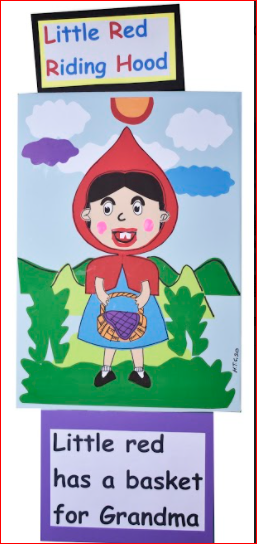 Little Red
Riding Hood
Little red
has a basket
for Grandma